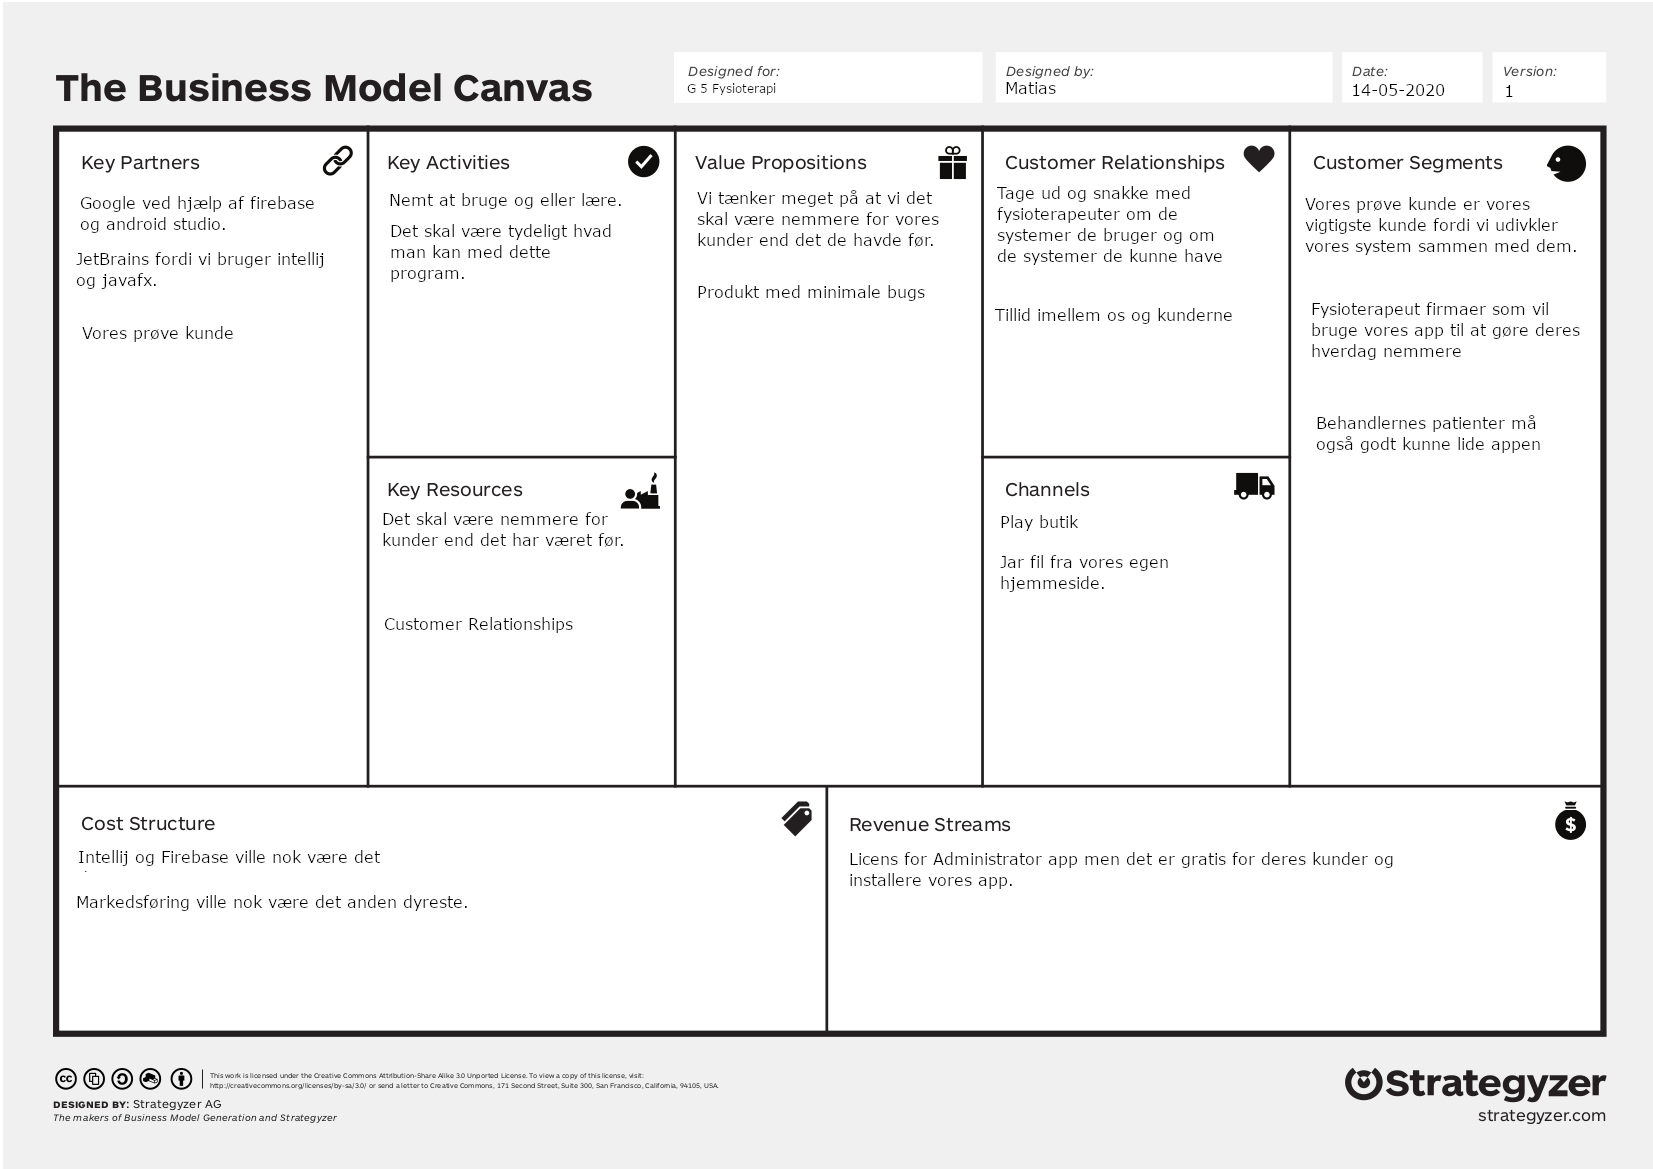 The Business Model Canvas
Designed for:
G 5 Fysioterapi
Designed by:
Matias
Date:
14-05-2020
Version:
1
Key Partners
Google ved hjælp af firebase
og android studio.
JetBrains fordi vi bruger intellij
og javafx.
Vores prøve kunde
Key Activities
Nemt at bruge og eller lære.
Det skal være tydeligt hvad
man kan med dette
program.
Key Resources
Det skal være nemmere for
kunder end det har været før.
Customer Relationships
Value Propositions
Vi tænker meget på at vi det
skal være nemmere for vores
kunder end det de havde før.
Produkt med minimale bugs
Customer Relationships
Tage ud og snakke med
fysioterapeuter om de
systemer de bruger og om
de systemer de kunne have
Tillid imellem os og kunderne
Channels
Play butik
Jar fil fra vores egen
hjemmeside.
Customer Segments
Vores prøve kunde er vores
vigtigste kunde fordi vi udivkler
vores system sammen med dem.
Fysioterapeut firmaer som vil
bruge vores app til at gøre deres
hverdag nemmere
Behandlernes patienter må
også godt kunne lide appen
Cost Structure
Intellij og Firebase ville nok være det
Markedsføring ville nok være det anden dyreste.
Revenue Streams
Licens for Administrator app men det er gratis for deres kunder og
installere vores app.
This work is licensed under the Creative Commons Attribution-Share Alike 3.0 Unported License. To view a copy of this license, visit:
http://creativecommons.org/licenses/by-sa/3.0/ or send a letter to Creative Commons, 171 Second Street, Suite 300, San Francisco, California, 94105, USA.
DESIGNED BY: Strategyzer AG
The makers of Business Model Generation and Strategyzer
Strategyzer
strategyzer.com